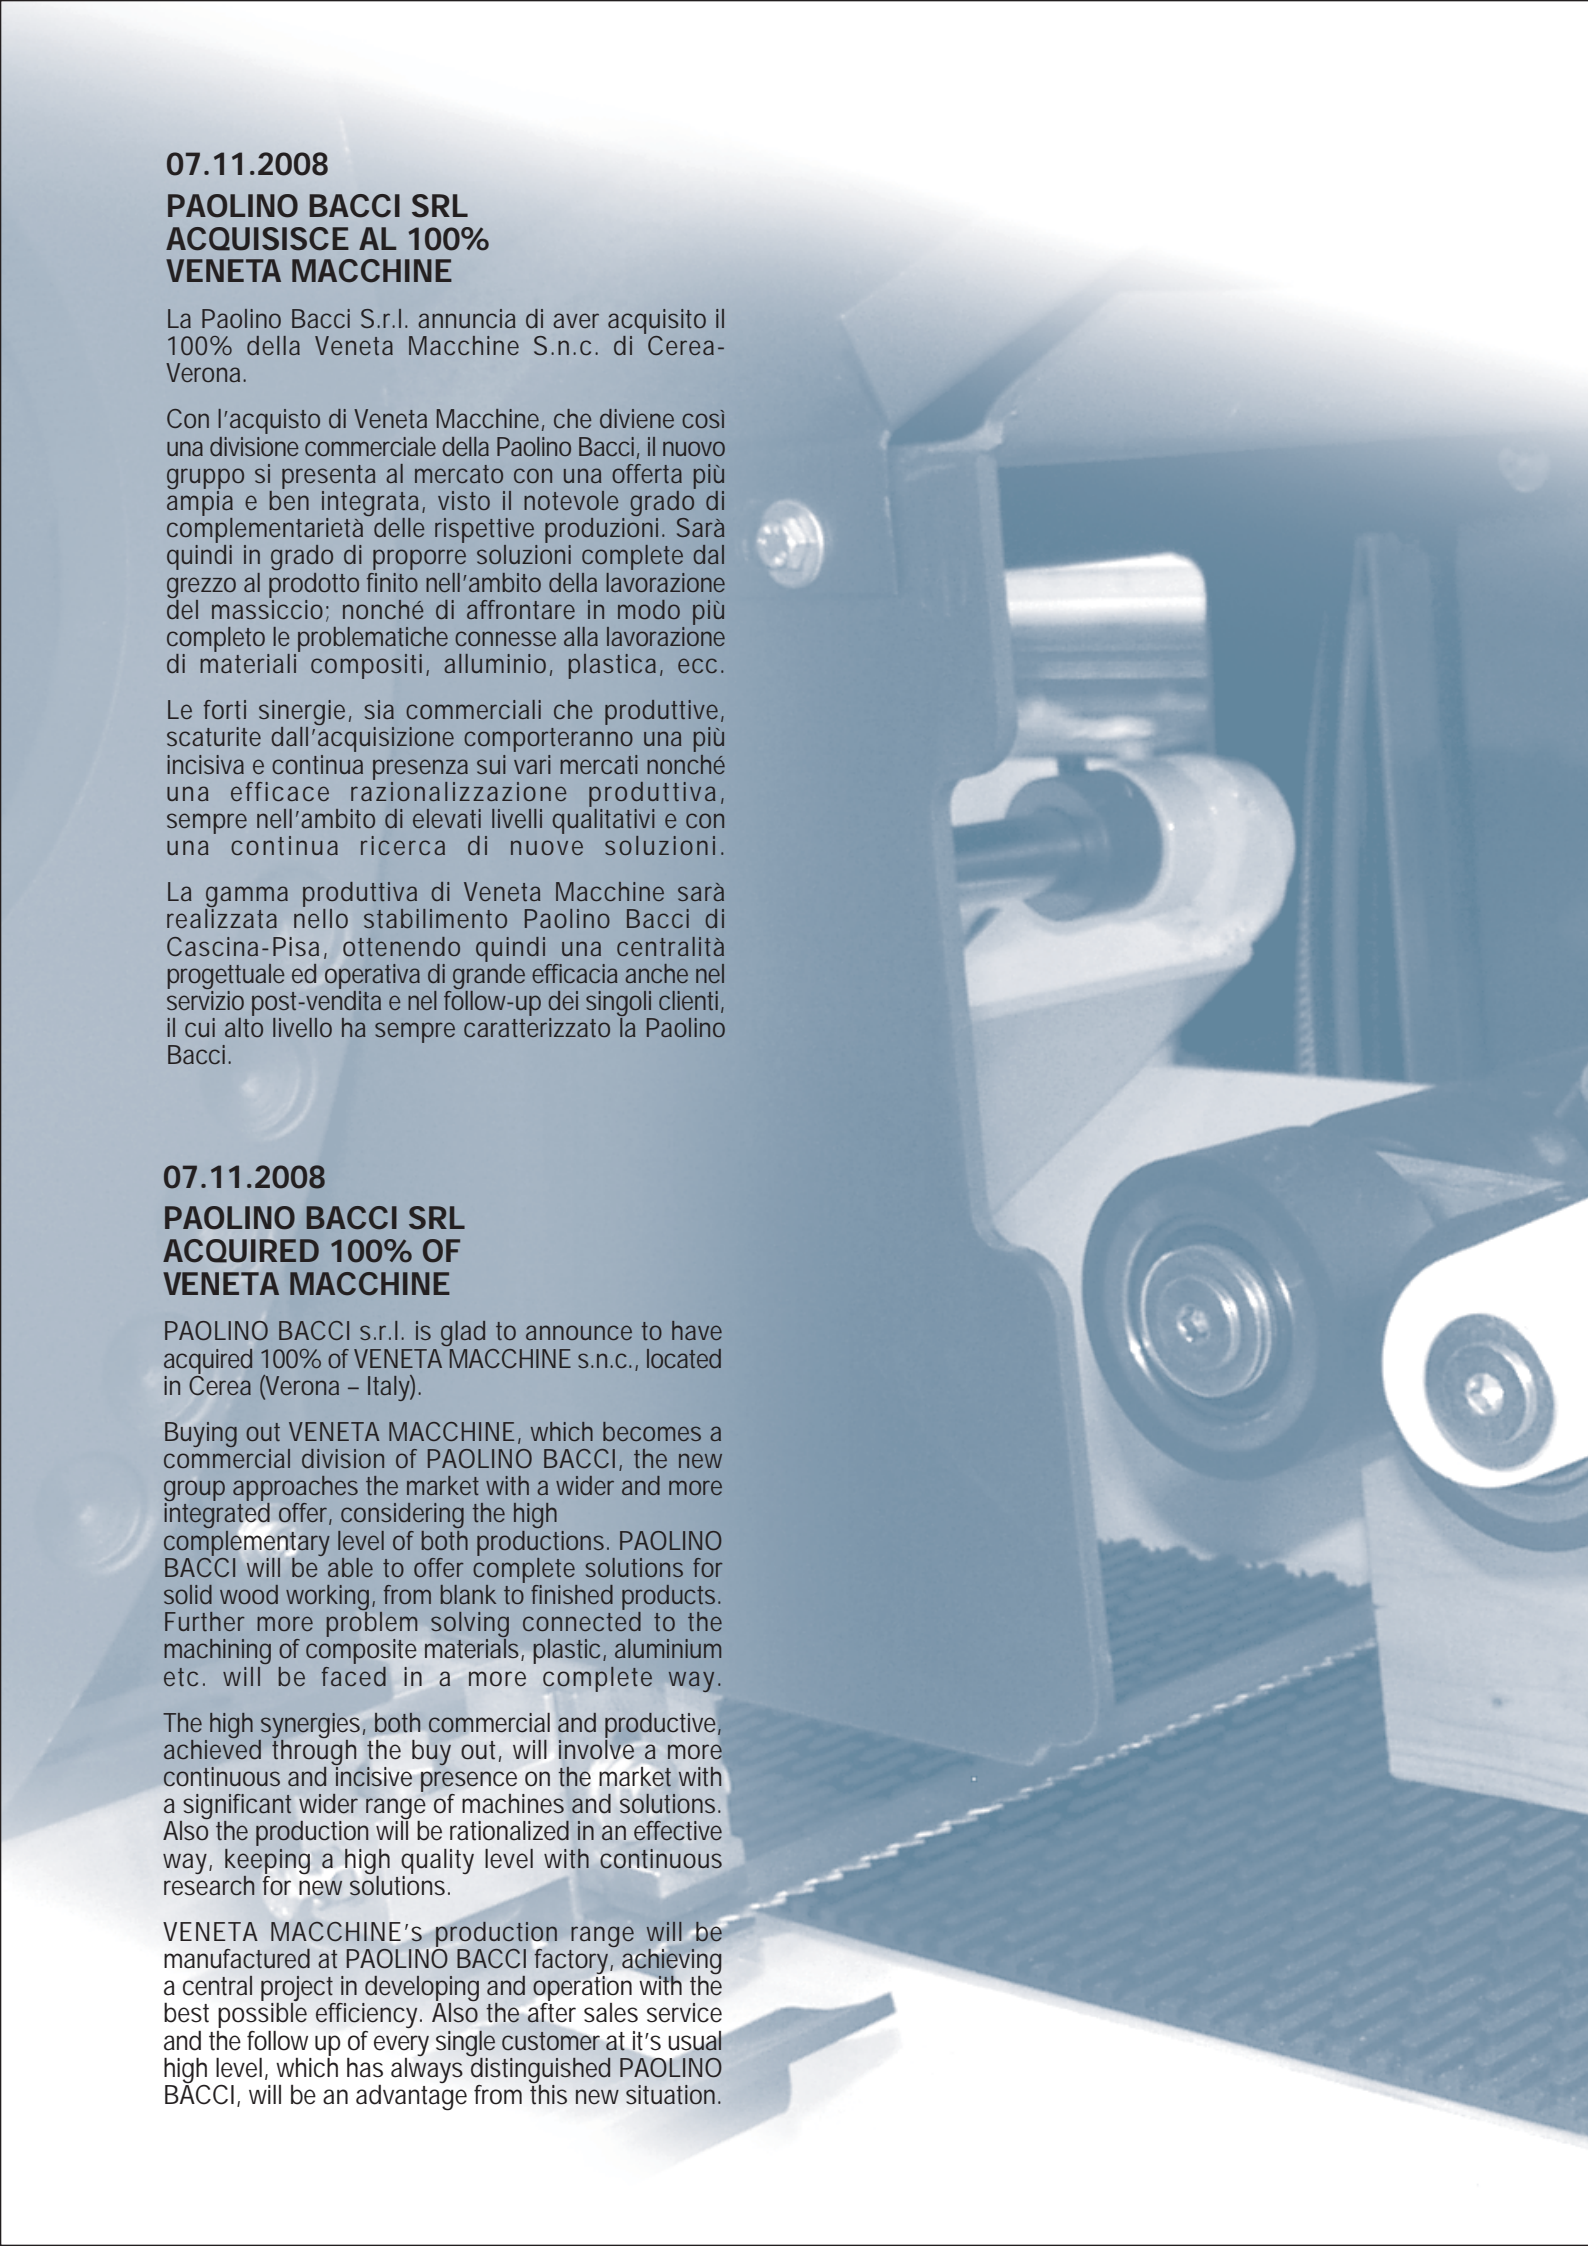 07.11.2008
PAOLINO BACCI SRL
ACQUISISCE AL 100%
VENETA MACCHINE
La Paolino Bacci S.r.l. annuncia di aver acquisito il
100% della Veneta Macchine S.n.c. di Cerea-
Verona.
Con l'acquisto di Veneta Macchine, che diviene così
una divisione commerciale della Paolino Bacci, il nuovo
gruppo si presenta al mercato con una offerta più
ampia e ben integrata, visto il notevole grado di
complementarietà delle rispettive produzioni. Sarà
quindi in grado di proporre soluzioni complete dal
grezzo al prodotto finito nell'ambito della lavorazione
del massiccio; nonché di affrontare in modo più
completo le problematiche connesse alla lavorazione
di materiali compositi, alluminio, plastica, ecc.
Le forti sinergie, sia commerciali che produttive,
scaturite dall'acquisizione comporteranno una più
incisiva e continua presenza sui vari mercati nonché
una efficace razionalizzazione produttiva,
sempre nell'ambito di elevati livelli qualitativi e con
una continua ricerca di nuove soluzioni.
La gamma produttiva di Veneta Macchine sarà
realizzata nello stabilimento Paolino Bacci di
Cascina-Pisa, ottenendo quindi una centralità
progettuale ed operativa di grande efficacia anche nel
servizio post-vendita e nel follow-up dei singoli clienti,
il cui alto livello ha sempre caratterizzato la Paolino
Bacci.
07.11.2008
PAOLINO BACCI SRL
ACQUIRED 100% OF
VENETA MACCHINE
PAOLINO BACCI s.r.l. is glad to announce to have
acquired 100% of VENETA MACCHINE s.n.c., located
in Cerea (Verona – Italy).
Buying out VENETA MACCHINE, which becomes a
commercial division of PAOLINO BACCI, the new
group approaches the market with a wider and more
integrated offer, considering the high
complementary level of both productions. PAOLINO
BACCI will be able to offer complete solutions for
solid wood working, from blank to finished products.
Further more problem solving connected to the
machining of composite materials, plastic, aluminium
etc. will be faced in a more complete way.
The high synergies, both commercial and productive,
achieved through the buy out, will involve a more
continuous and incisive presence on the market with
a significant wider range of machines and solutions.
Also the production will be rationalized in an effective
way, keeping a high quality level with continuous
research for new solutions.
VENETA MACCHINE's production range will be
manufactured at PAOLINO BACCI factory, achieving
a central project in developing and operation with the
best possible efficiency. Also the after sales service
and the follow up of every single customer at it's usual
high level, which has always distinguished PAOLINO
BACCI, will be an advantage from this new situation.